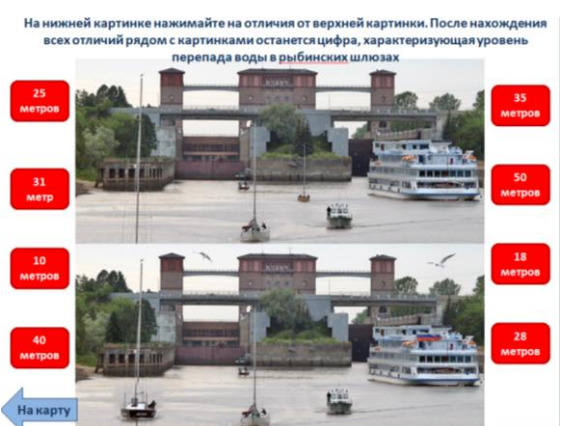 На нижней картинке нажимайте на отличия от верхней картинки. После нахождения
всех отличий рядом с картинками останется цифра, характеризующая уровень
перепада воды в рыбинских шлюзах
25
метров
31
метр
10
метров
40
метров
35
метров
50
метров
18
метров
28
метров
На карту